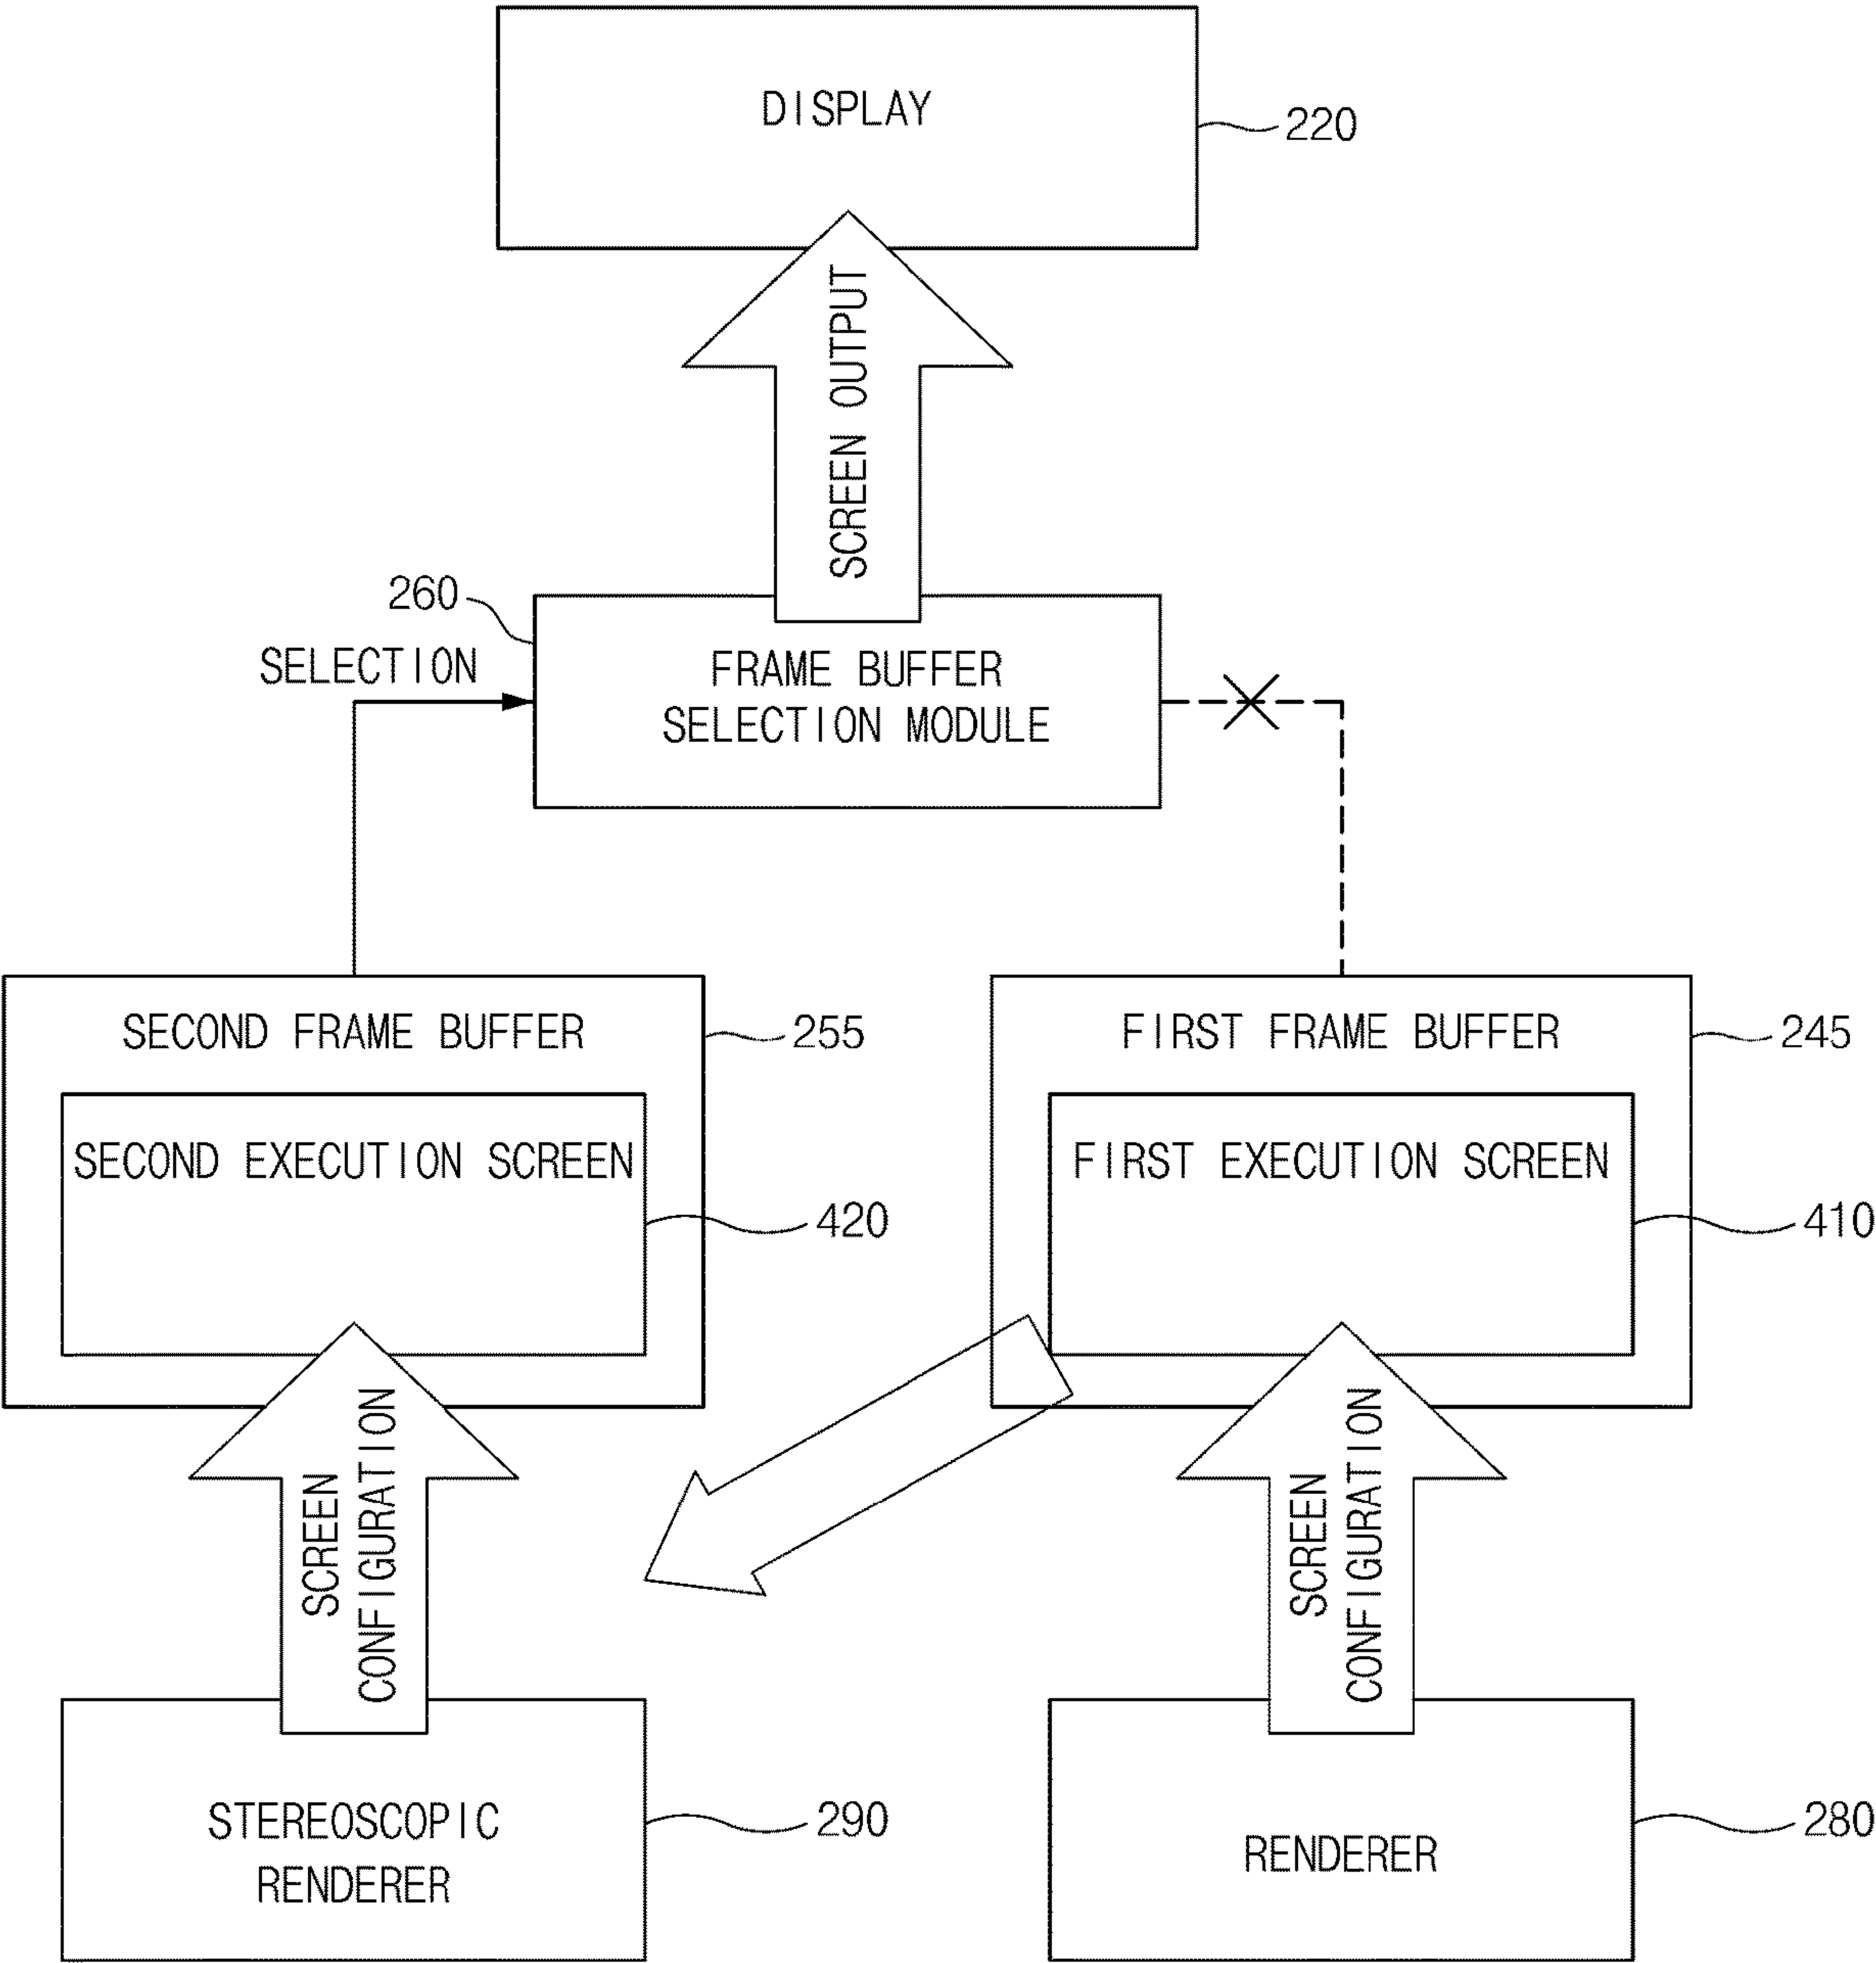 DISPLAY
220
SCREEN OUTPUT
260
SELECTION
FRAME BUFFER
SELECTION MODULE
SECOND FRAME BUFFER
255
FIRST FRAME BUFFER
245
SECOND EXECUTION SCREEN
420
FIRST EXECUTION SCREEN
410
SCREEN
CONFIGURATION
SCREEN
CONFIGURATION
STEREOSCOPIC
RENDERER
290
RENDERER
280